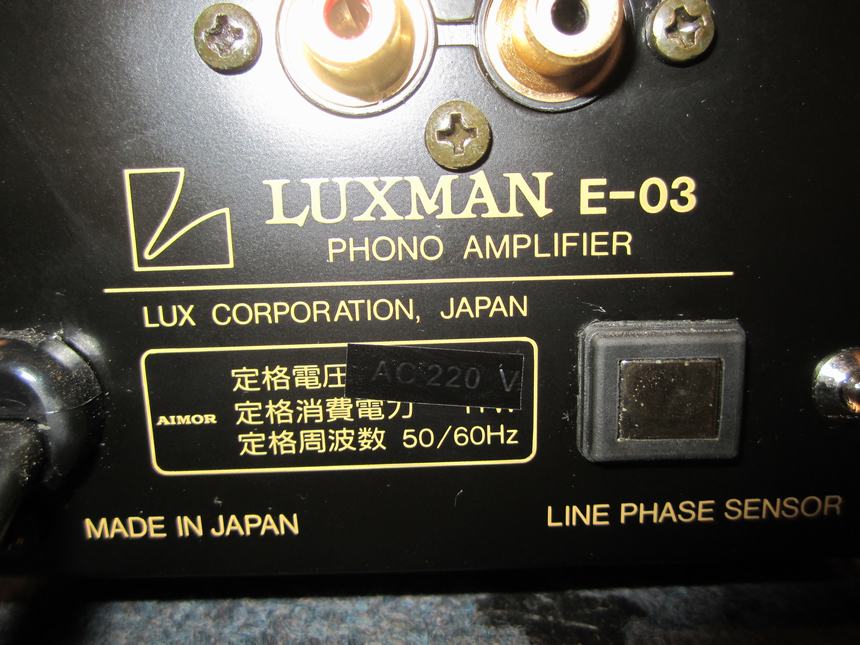 LUXMAN E-03
PHONO AMPLIFIER
LUX CORPORATION, JAPAN
定格電圧 AC 220 V
AIMOR 定格消費電力
定格周波数 50/60Hz
MADE IN JAPAN
LINE PHASE SENSOR